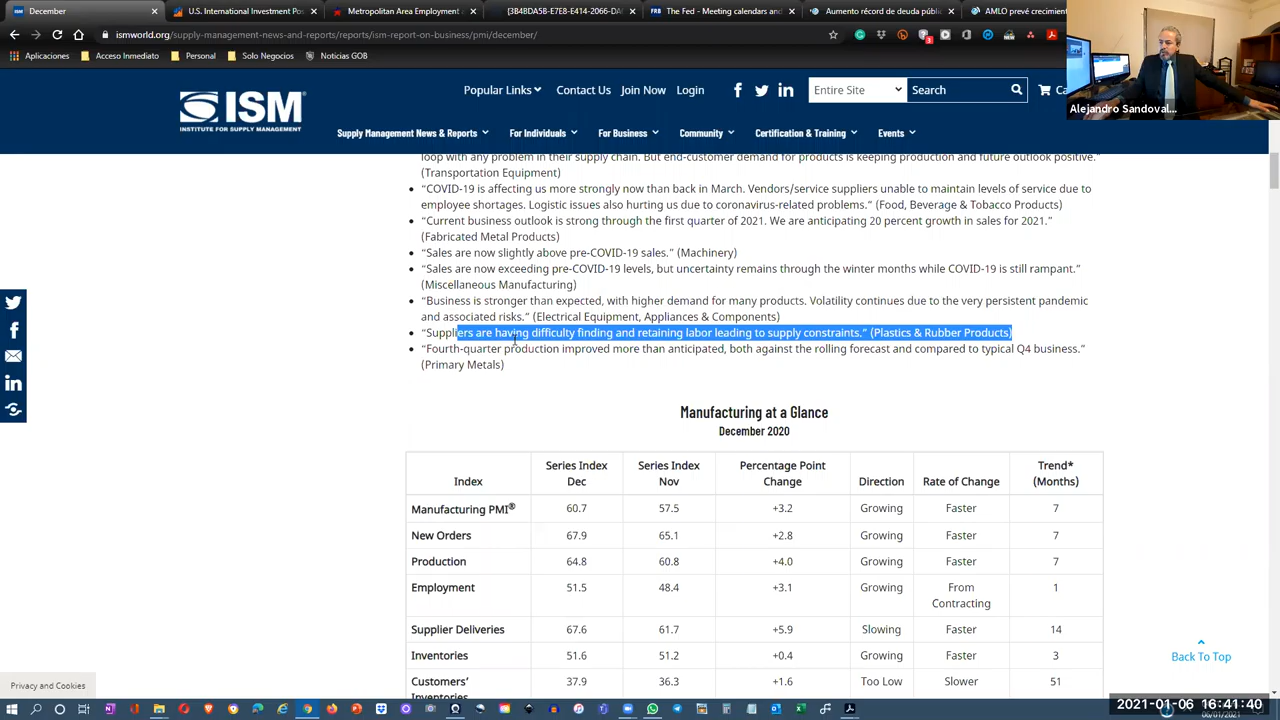 December
U.S. International Investment Pos
Metropolitan Area Employment
FRB The Fed - Meeting calendars and
Aumento récord de deuda públi
AMLO prevé crecimient
ismworld.org/supply-management-news-and-reports/reports/ism-report-on-business/pmi/december/
Aplicaciones
Acceso Inmediato
Personal
Solo Negocios
Noticias GOB
Alejandro Sandoval...
ISM
INSTITUTE FOR SUPPLY MANAGEMENT
Popular Links
Contact Us
Join Now
Login
Entire Site
Search
Ca
Supply Management News & Reports
For Individuals
For Business
Community
Certification & Training
Events
loop with any problem in their supply chain. But end-customer demand for products is keeping production and future outlook positive.”
(Transportation Equipment)
“COVID-19 is affecting us more strongly now than back in March. Vendors/service suppliers unable to maintain levels of service due to
employee shortages. Logistic issues also hurting us due to coronavirus-related problems.” (Food, Beverage & Tobacco Products)
“Current business outlook is strong through the first quarter of 2021. We are anticipating 20 percent growth in sales for 2021.”
(Fabricated Metal Products)
“Sales are now slightly above pre-COVID-19 sales.” (Machinery)
“Sales are now exceeding pre-COVID-19 levels, but uncertainty remains through the winter months while COVID-19 is still rampant.”
(Miscellaneous Manufacturing)
“Business is stronger than expected, with higher demand for many products. Volatility continues due to the very persistent pandemic
and associated risks.” (Electrical Equipment, Appliances & Components)
“Suppliers are having difficulty finding and retaining labor leading to supply constraints.” (Plastics & Rubber Products)
“Fourth-quarter production improved more than anticipated, both against the rolling forecast and compared to typical Q4 business.”
(Primary Metals)
Manufacturing at a Glance
December 2020
Index
Series Index Dec
Series Index Nov
Percentage Point Change
Direction
Rate of Change
Trend* (Months)
Manufacturing PMI® 60.7 57.5 +3.2 Growing Faster 7
New Orders 67.9 65.1 +2.8 Growing Faster 7
Production 64.8 60.8 +4.0 Growing Faster 7
Employment 51.5 48.4 +3.1 Growing From Contracting 1
Supplier Deliveries 67.6 61.7 +5.9 Slowing Faster 14
Inventories 51.6 51.2 +0.4 Growing Faster 3
Customers’ Inventories 37.9 36.3 +1.6 Too Low Slower 51
Back To Top
Privacy and Cookies
2021-01-06 16:41:40